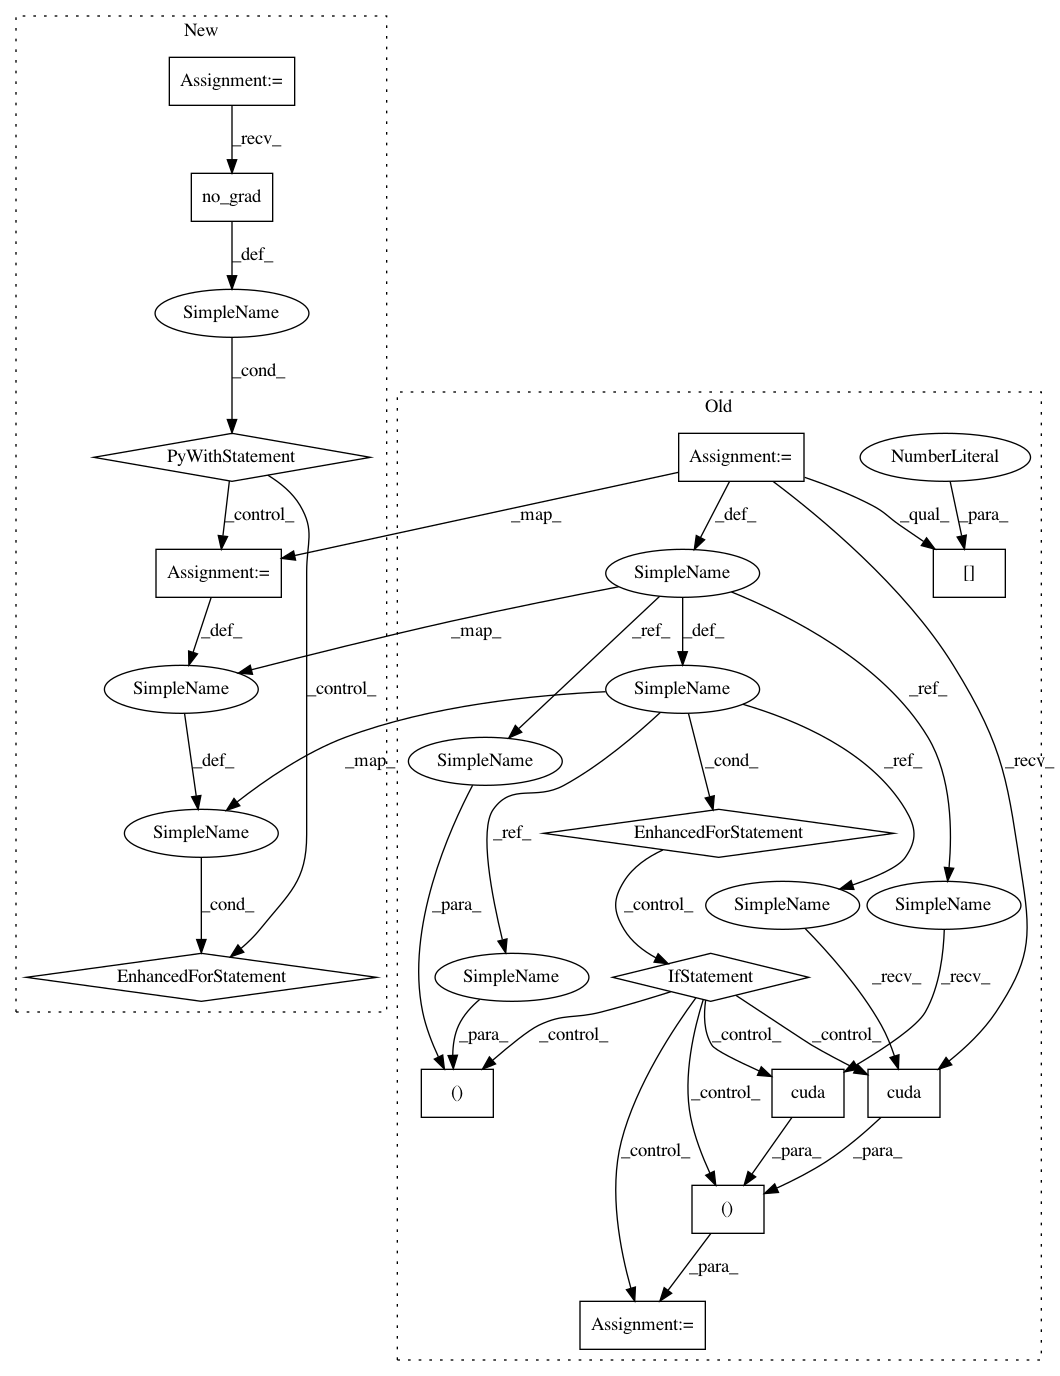 New
Assignment:=
_recv_
no_grad
_def_
SimpleName
_cond_
Old
PyWithStatement
Assignment:=
NumberLiteral
_control_
_map_
_def_
_qual_
_para_
Assignment:=
SimpleName
[]
_def_
_map_
_ref_
_def_
SimpleName
_control_
SimpleName
_ref_
_def_
_map_
SimpleName
_cond_
_ref_
_recv_
SimpleName
_ref_
EnhancedForStatement
_cond_
_para_
_control_
SimpleName
SimpleName
EnhancedForStatement
SimpleName
IfStatement
_recv_
_recv_
_para_
_control_
_control_
_control_
()
_control_
cuda
cuda
_control_
_para_
_para_
()
_para_
Assignment:=